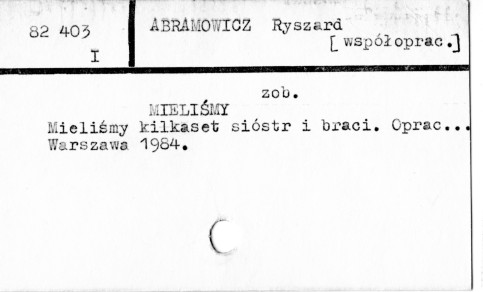 82 403
I
ABRAMOWICZ Ryszard
[współoprac.]
zob.
MIELIŚMY
Mieliśmy kilkaset sióstr i braci. Oprac...
Warszawa 1984.